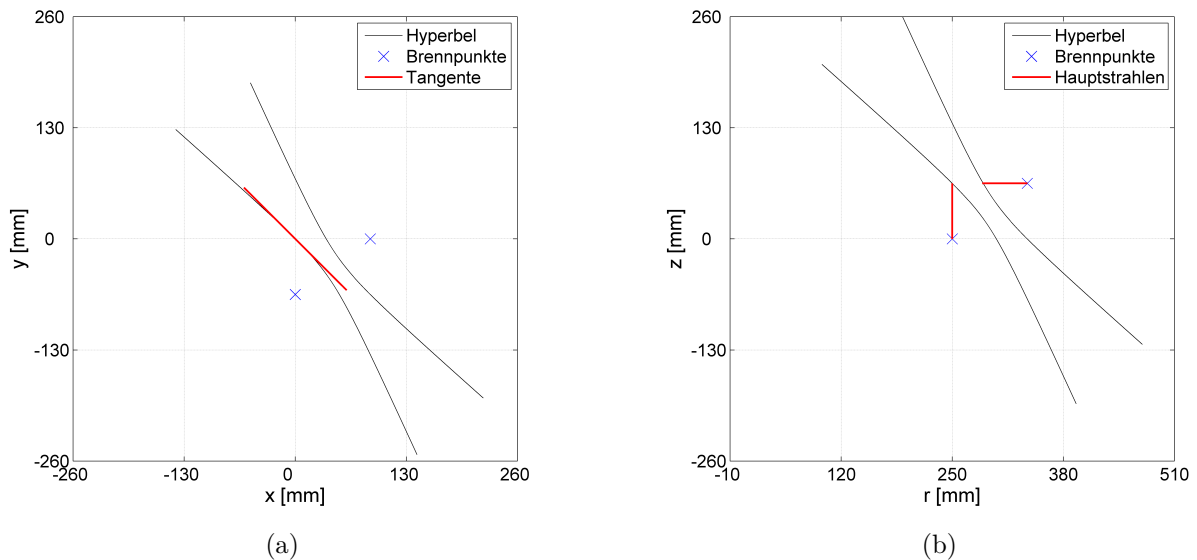 260
130
0
-130
-260
-260
-130
0
130
260
x [mm]
y [mm]
Hyperbel
Brennpunkte
Tangente
(a)
260
130
0
-130
-260
-10
120
250
380
510
r [mm]
z [mm]
Hyperbel
Brennpunkte
Hauptstrahlen
(b)